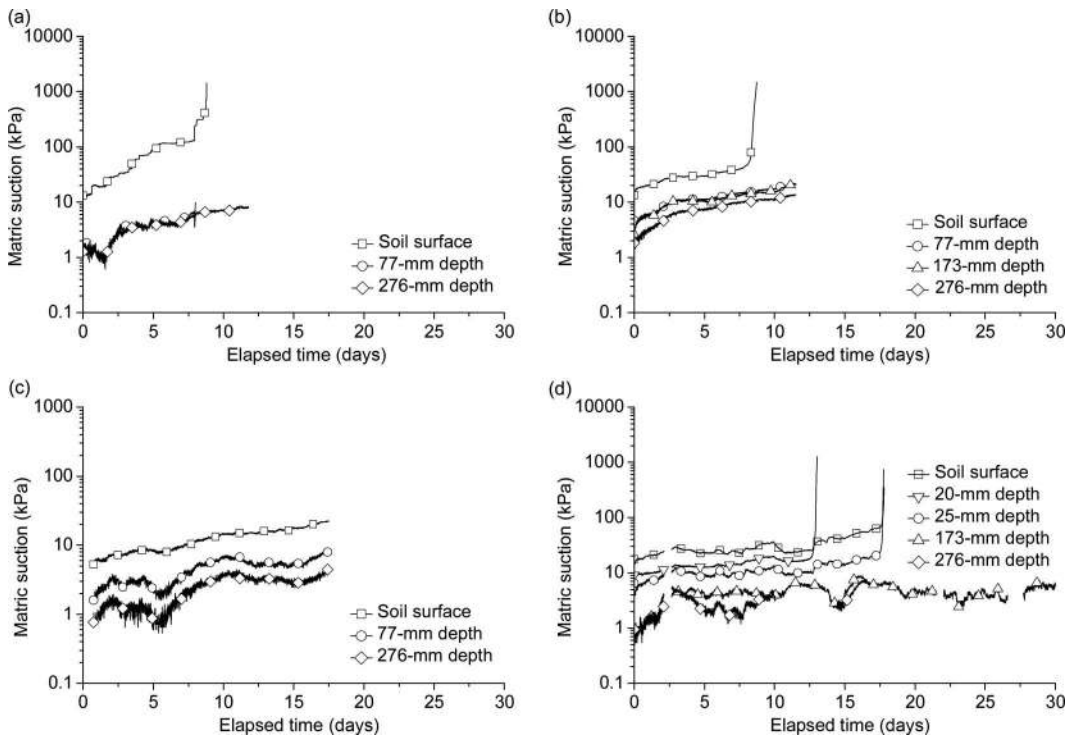 (a)
10000
1000
100
10
1
0.1
Matric suction (kPa)
Soil surface
77-mm depth
276-mm depth
0 5 10 15 20 25 30
Elapsed time (days)
(b)
10000
1000
100
10
1
0.1
Matric suction (kPa)
Soil surface
77-mm depth
173-mm depth
276-mm depth
0 5 10 15 20 25 30
Elapsed time (days)
(c)
1000
100
10
1
0.1
Matric suction (kPa)
Soil surface
77-mm depth
276-mm depth
0 5 10 15 20 25 30
Elapsed time (days)
(d)
10000
1000
100
10
1
0.1
Matric suction (kPa)
Soil surface
20-mm depth
25-mm depth
173-mm depth
276-mm depth
0 5 10 15 20 25 30
Elapsed time (days)